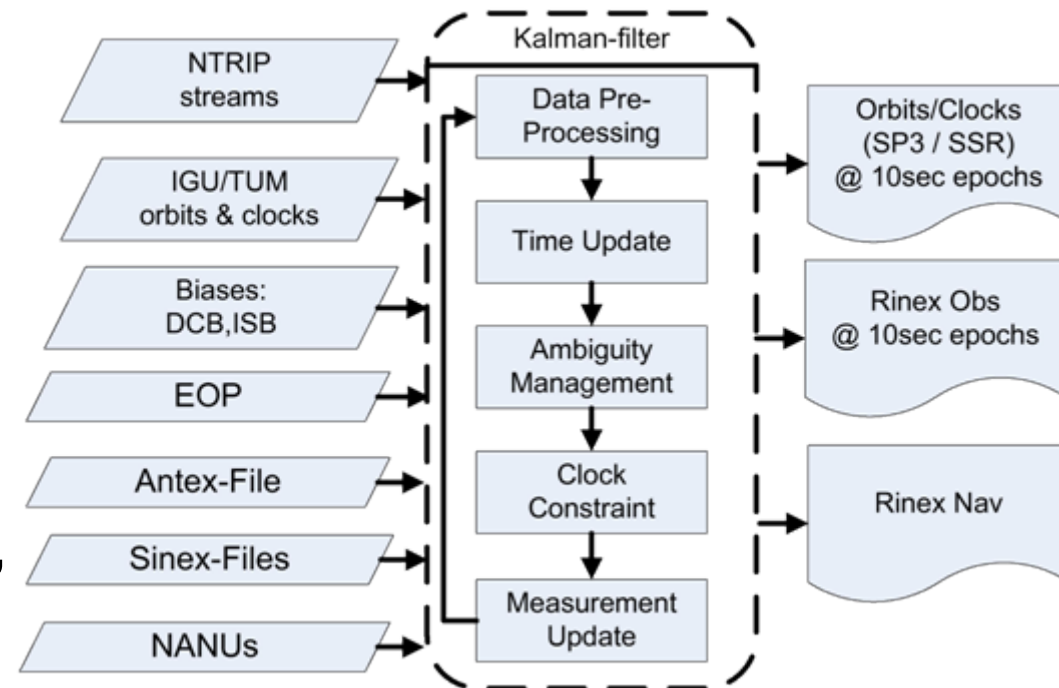 NTRIP
streams
IGU/TUM
orbits & clocks
Biases:
DCB,ISB
EOP
Antex-File
Sinex-Files
NANUs
Kalman-filter
Data Pre-
Processing
Time Update
Ambiguity
Management
Clock
Constraint
Measurement
Update
Orbits/Clocks
(SP3 / SSR)
@ 10sec epochs
Rinex Obs
@ 10sec epochs
Rinex Nav